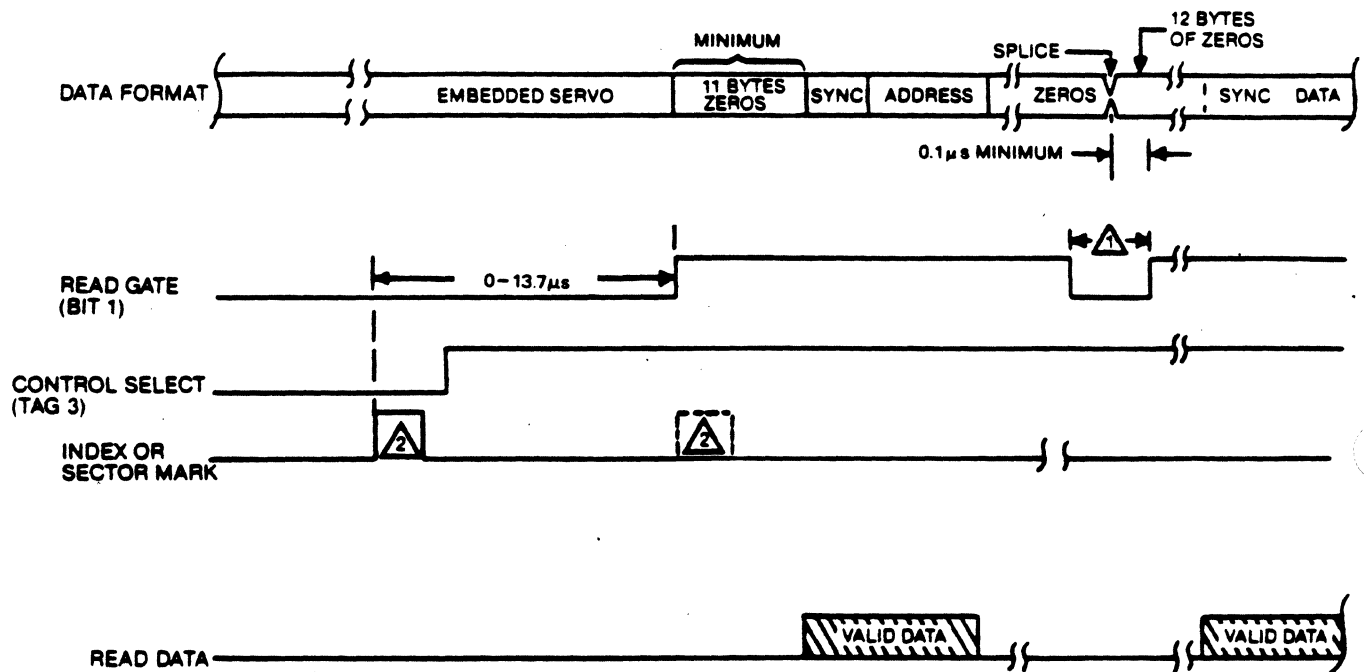 12 BYTES
OF ZEROS
MINIMUM
SPLICE
DATA FORMAT
EMBEDDED SERVO
11 BYTES
ZEROS
SYNC
ADDRESS
ZEROS
SYNC DATA
0.1μs MINIMUM
1
READ GATE
(BIT 1)
0–13.7μs
CONTROL SELECT
(TAG 3)
2
2
INDEX OR
SECTOR MARK
VALID DATA
VALID DATA
READ DATA